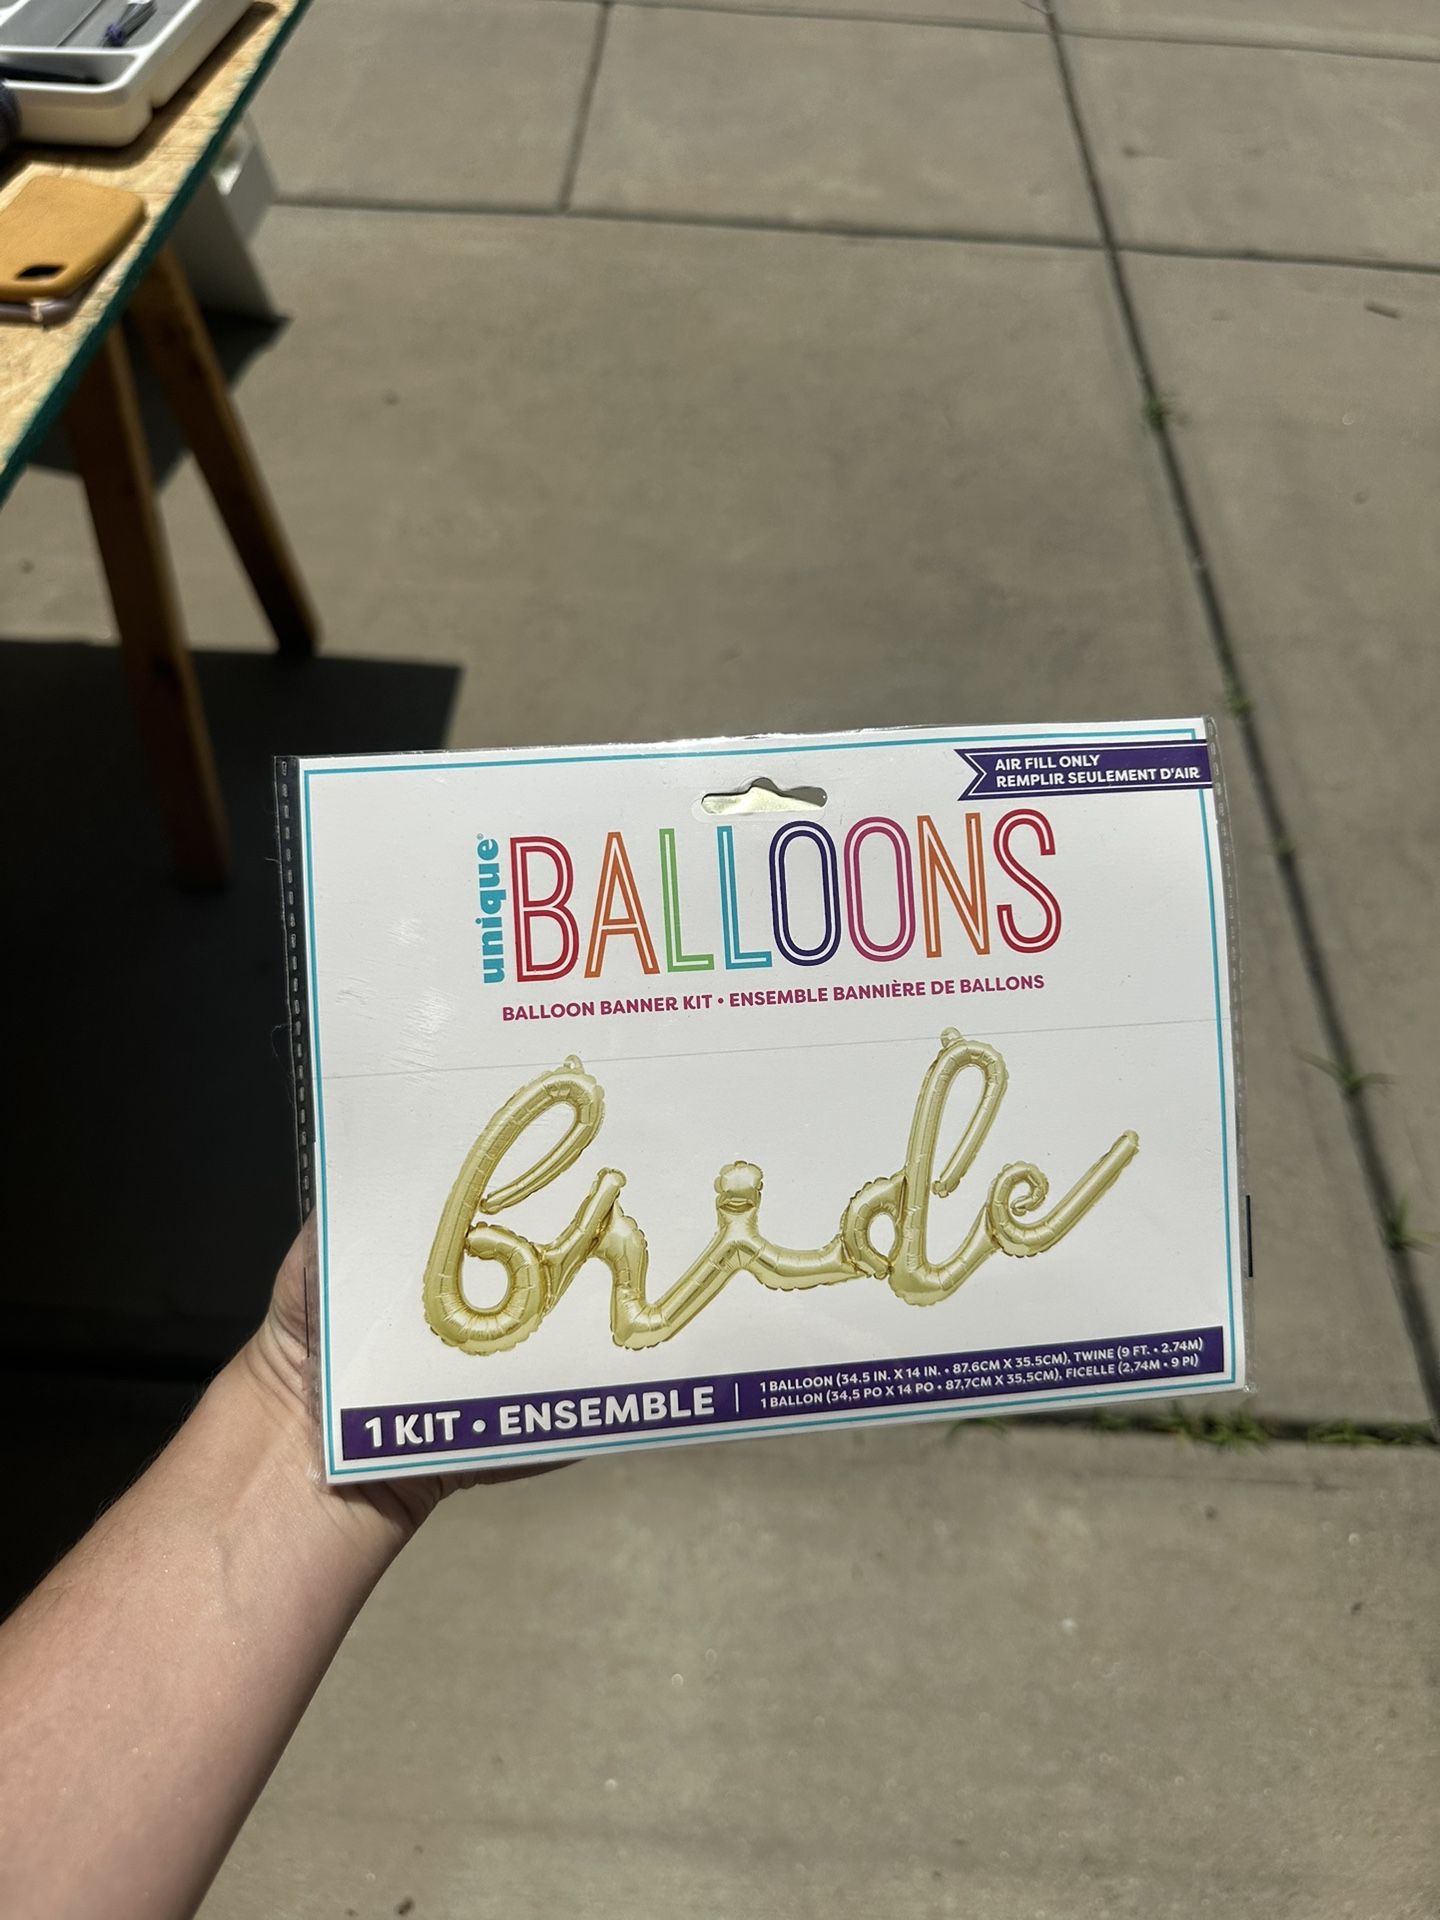 AIR FILL ONLY
REMPLIR SEULEMENT D'AIR
unique®
BALLOONS
BALLOON BANNER KIT • ENSEMBLE BANNIÈRE DE BALLONS
bride
1 KIT • ENSEMBLE
1 BALLOON (34.5 IN. X 14 IN. • 87.6CM X 35.5CM), TWINE (9 FT. • 2.74M)
1 BALLON (34,5 PO X 14 PO • 87,7CM X 35,5CM), FICELLE (2,74M • 9 PI)